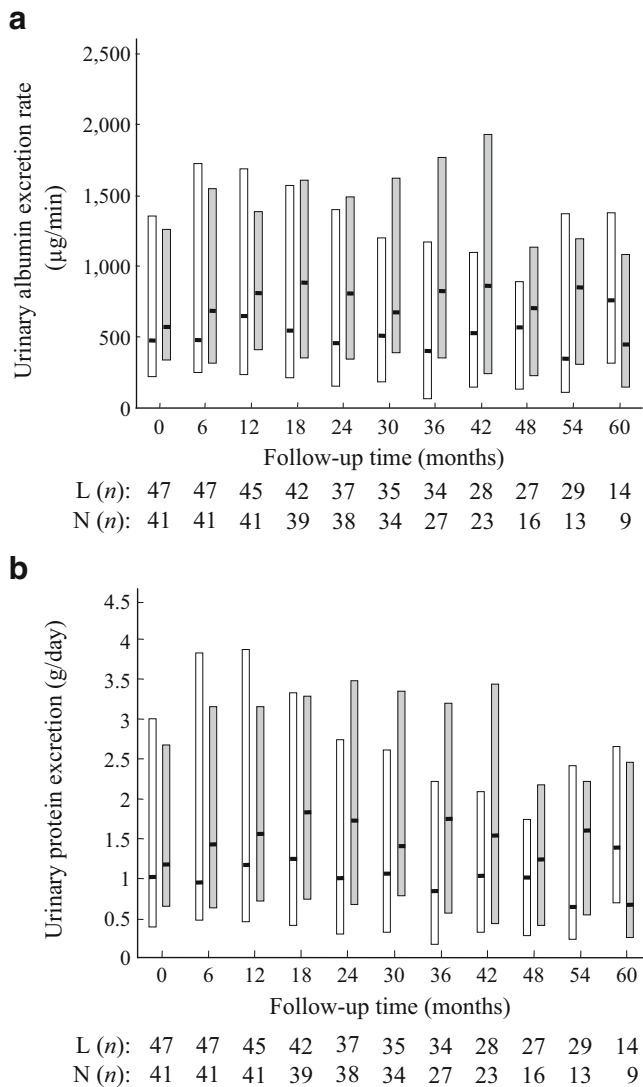 a
Urinary albumin excretion rate
(µg/min)
2,500
2,000
1,500
1,000
500
0
0 6 12 18 24 30 36 42 48 54 60
Follow-up time (months)
L (n): 47 47 45 42 37 35 34 28 27 29 14
N (n): 41 41 41 39 38 34 27 23 16 13 9
b
Urinary protein excretion (g/day)
4.5
4
3.5
3
2.5
2
1.5
1
0.5
0
0 6 12 18 24 30 36 42 48 54 60
Follow-up time (months)
L (n): 47 47 45 42 37 35 34 28 27 29 14
N (n): 41 41 41 39 38 34 27 23 16 13 9